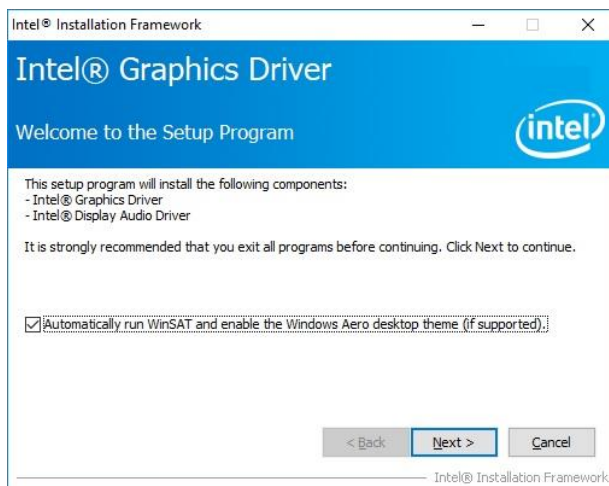 Intel® Installation Framework
Intel® Graphics Driver
Welcome to the Setup Program
intel
This setup program will install the following components:
- Intel® Graphics Driver
- Intel® Display Audio Driver
It is strongly recommended that you exit all programs before continuing. Click Next to continue.
Automatically run WinSAT and enable the Windows Aero desktop theme (if supported).
< Back Next > Cancel
Intel® Installation Framework